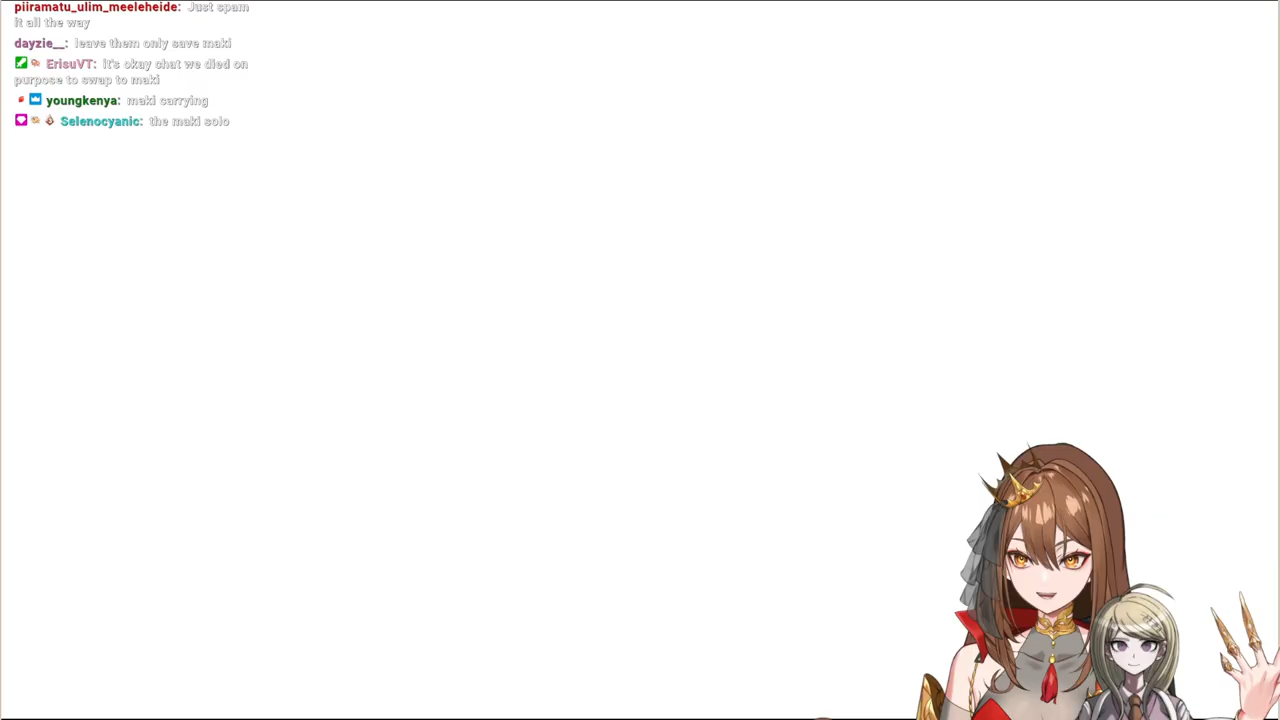 piiramatu_ulim_meeleheide: Just spam
it all the way
dayzie__: leave them only save maki
ErisuVT: it's okay chat we died on
purpose to swap to maki
youngkenya: maki carrying
Selenocyanic: the maki solo